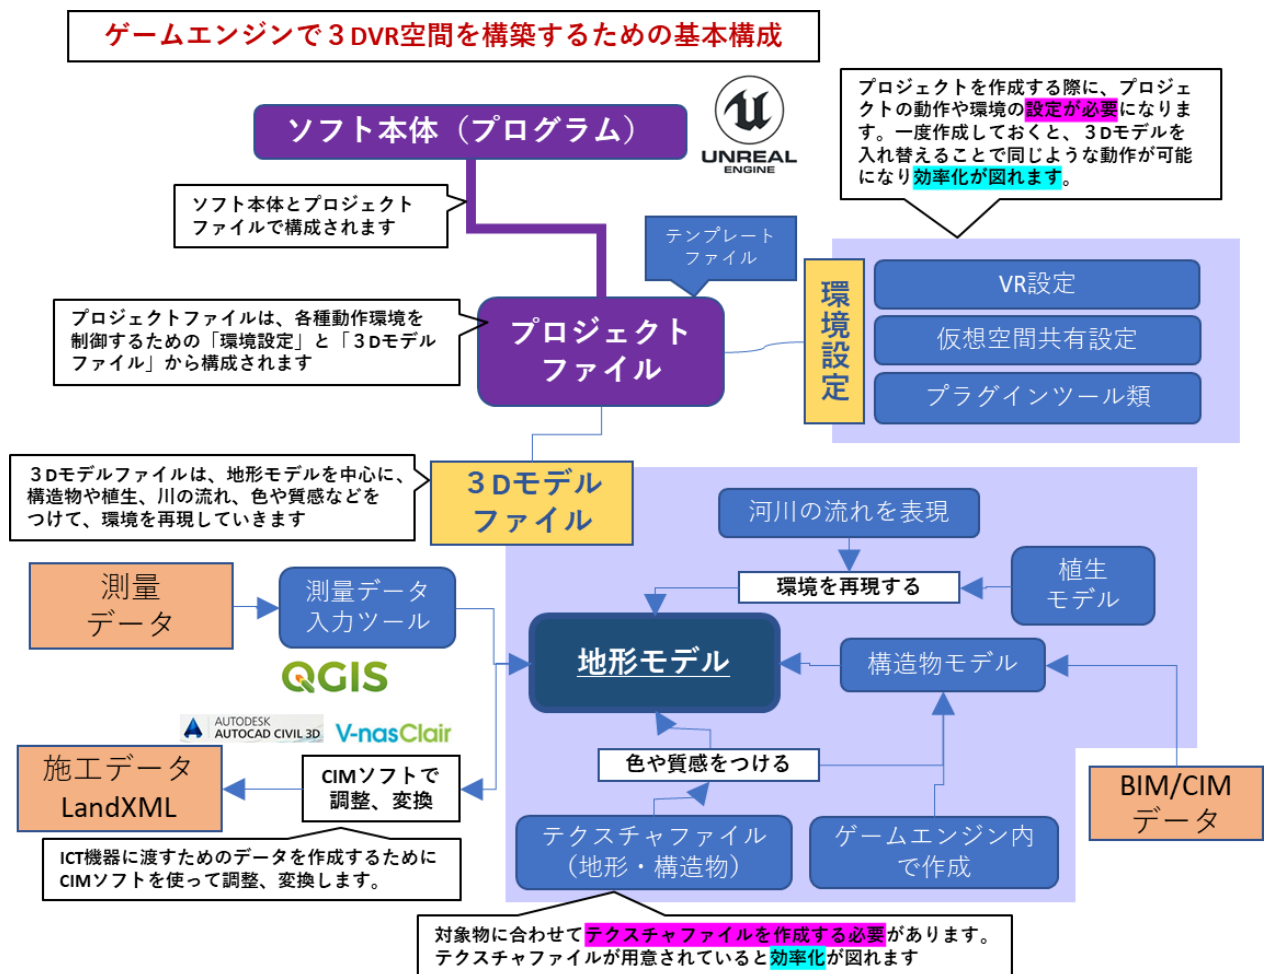 ゲームエンジンで３DVR空間を構築するための基本構成
ソフト本体（プログラム）
UNREAL
ENGINE
プロジェクトを作成する際に、プロジェ
クトの動作や環境の設定が必要になりま
す。一度作成しておくと、３Dモデルを
入れ替えることで同じような動作が可能
になり効率化が図れます。
ソフト本体とプロジェクト
ファイルで構成されます
テンプレート
ファイル
環境設定
VR設定
仮想空間共有設定
プラグインツール類
プロジェクトファイルは、各種動作環境を
制御するための「環境設定」と「３Dモデル
ファイル」から構成されます
プロジェクト
ファイル
３Dモデルファイルは、地形モデルを中心に、
構造物や植生、川の流れ、色や質感などを
つけて、環境を再現していきます
３Dモデル
ファイル
河川の流れを表現
環境を再現する
植生
モデル
測量
データ
測量データ
入力ツール
地形モデル
構造物モデル
QGIS
AUTODESK
AUTOCAD CIVIL 3D
V-nasClair
施工データ
LandXML
CIMソフトで
調整、変換
色や質感をつける
BIM/CIM
データ
テクスチャファイル
（地形・構造物）
ゲームエンジン内
で作成
ICT機器に渡すためのデータを作成するために
CIMソフトを使って調整、変換します。
対象物に合わせてテクスチャファイルを作成する必要があります。
テクスチャファイルが用意されていると効率化が図れます